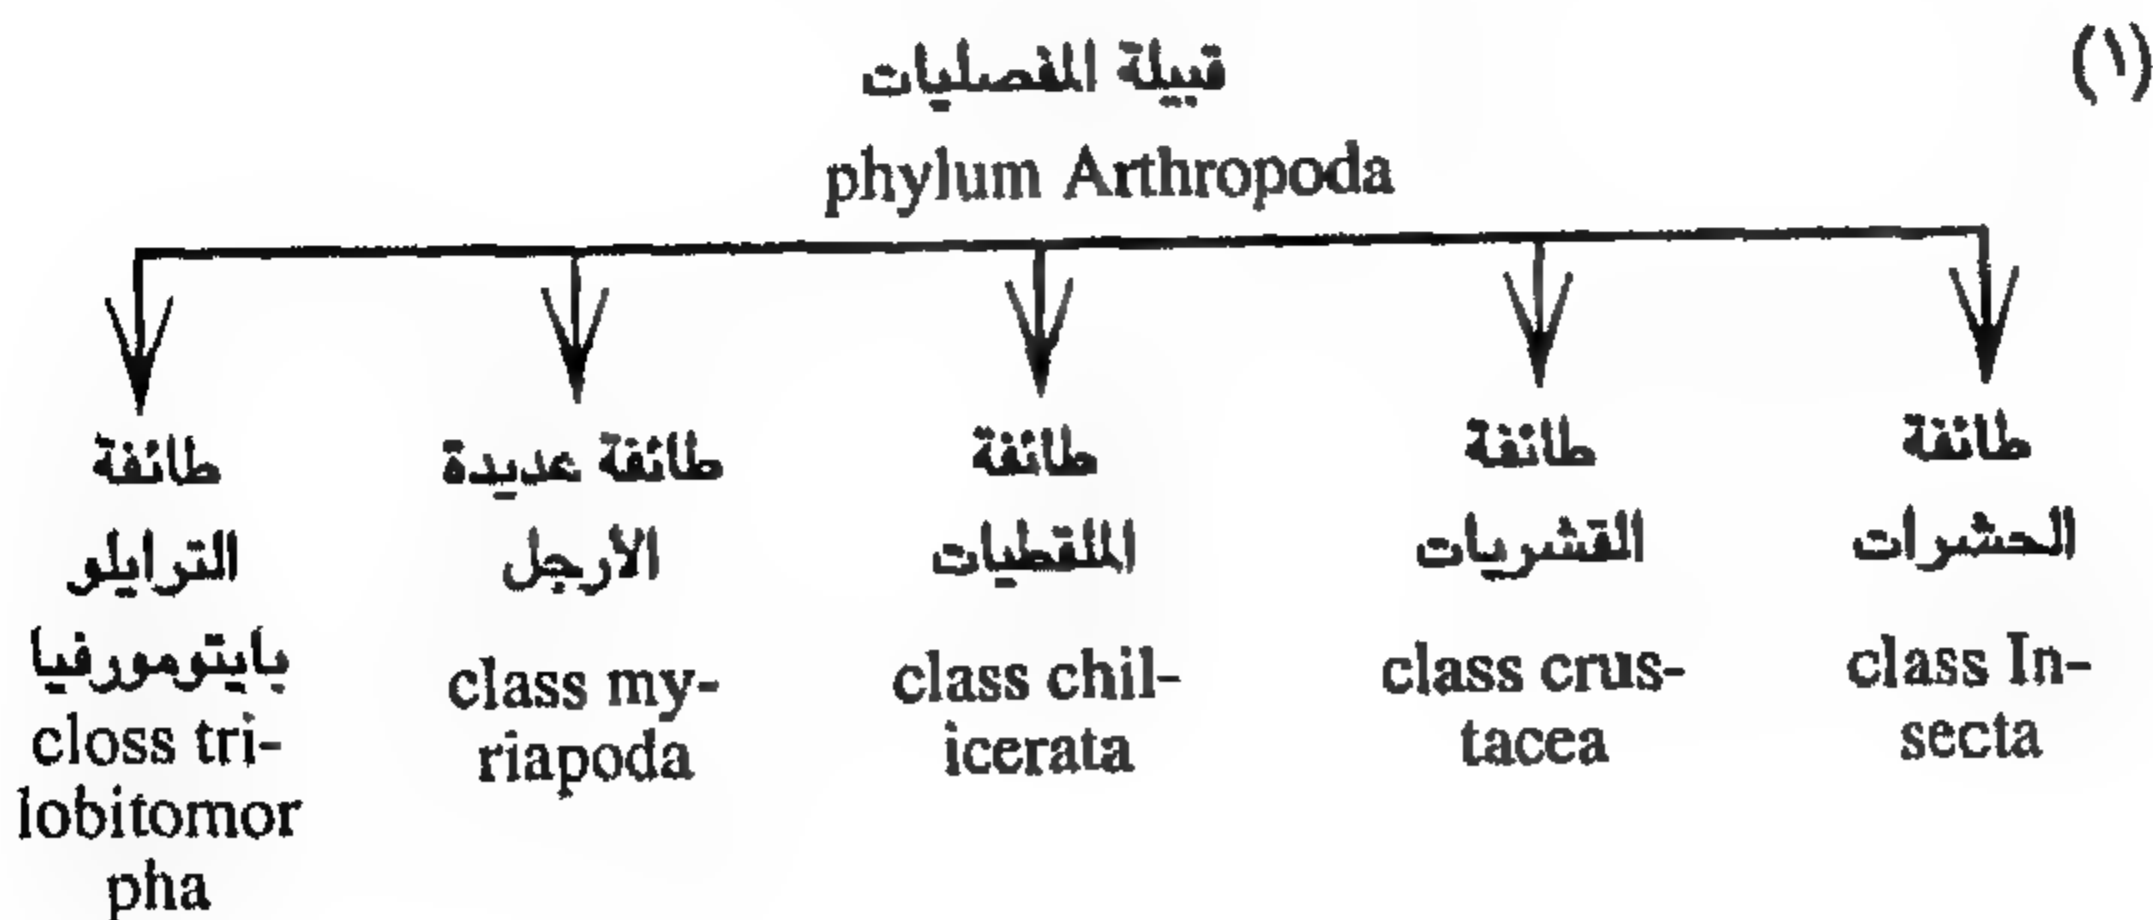 (١)
قبيلة المفصليات
phylum Arthropoda
طائفة
الحشرات
class In-
secta
طائفة
القشريات
class crus-
tacea
طائفة
الملقطيات
class chil-
icerata
طائفة عديدة
الأرجل
class my-
riapoda
طائفة
الترايلو
بايتومورفيا
closs tri-
lobitomor
pha